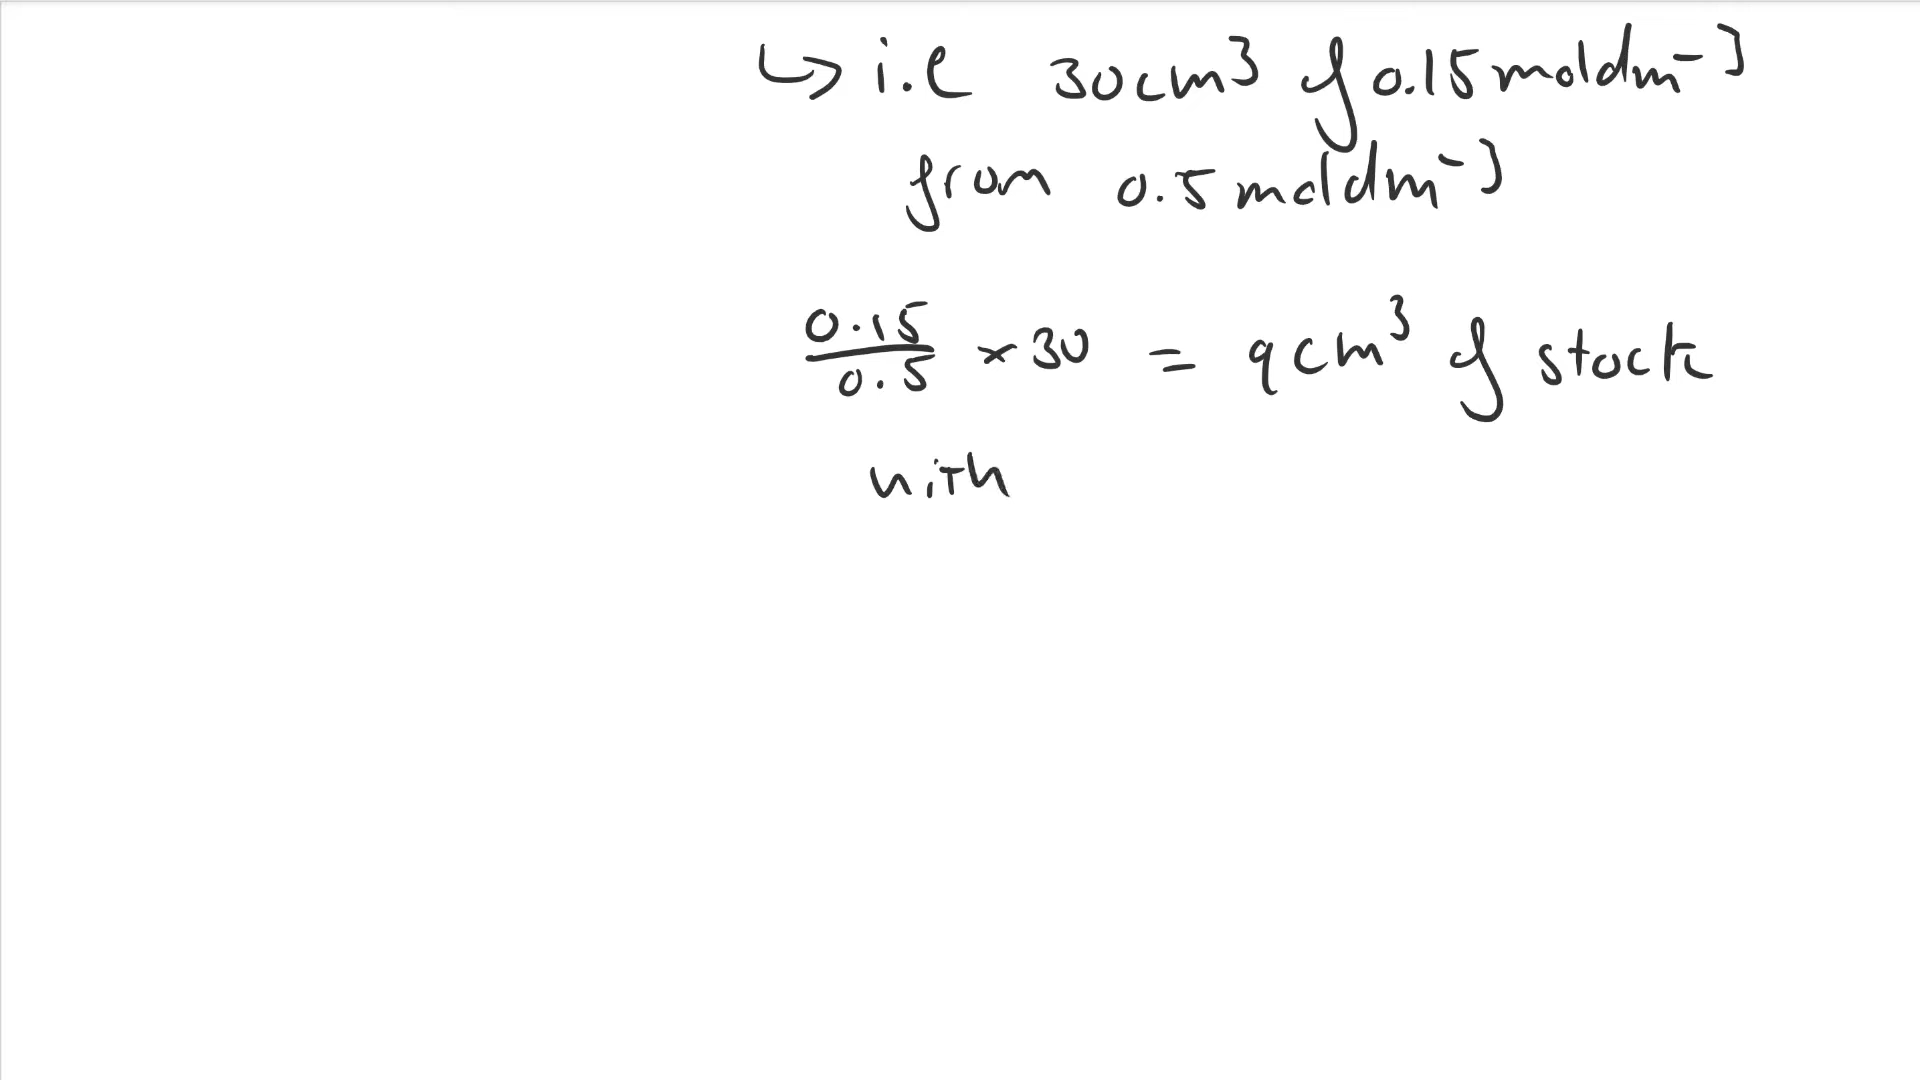 ↳ i.e 30cm³ of 0.15moldm⁻³
from 0.5moldm⁻³
0.15/0.5 × 30 = 9cm³ of stock
with